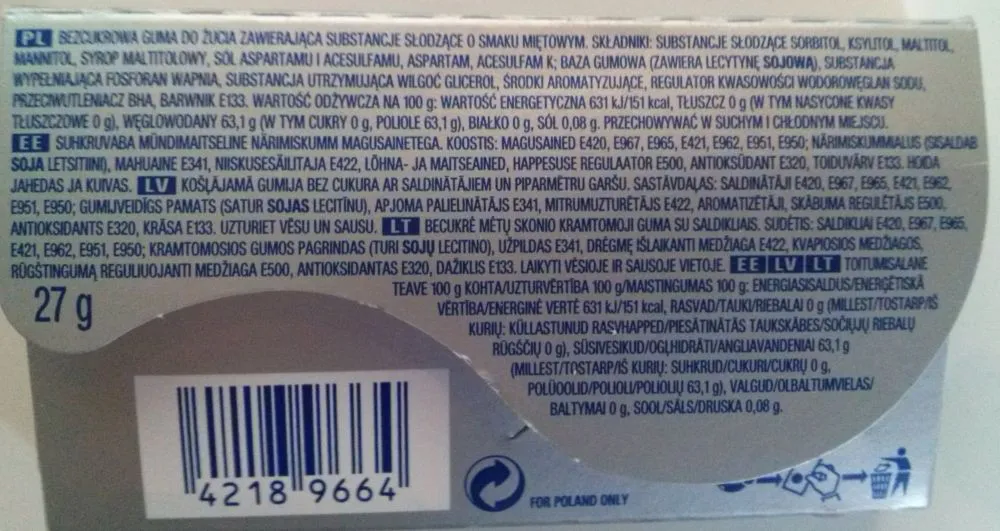 PL BEZCUKROWA GUMA DO ŻUCIA ZAWIERAJĄCA SUBSTANCJE SŁODZĄCE O SMAKU MIĘTOWYM. SKŁADNIKI: SUBSTANCJE SŁODZĄCE SORBITOL, KSYLITOL, MALTITOL,
MANNITOL, SYROP MALTITOLOWY, SÓL ASPARTAMU I ACESULFAMU, ASPARTAM, ACESULFAM K; BAZA GUMOWA (ZAWIERA LECYTYNĘ SOJOWĄ), SUBSTANCJA
WYPEŁNIAJĄCA FOSFORAN WAPNIA, SUBSTANCJA UTRZYMUJĄCA WILGOĆ GLICEROL, ŚRODKI AROMATYZUJĄCE, REGULATOR KWASOWOŚCI WODOROWĘGLAN SODU,
PRZECIWUTLENIACZ BHA, BARWNIK E133. WARTOŚĆ ODŻYWCZA NA 100 g: WARTOŚĆ ENERGETYCZNA 631 kJ/151 kcal, TŁUSZCZ 0 g (W TYM NASYCONE KWASY
TŁUSZCZOWE 0 g), WĘGLOWODANY 63,1 g (W TYM CUKRY 0 g, POLIOLE 63,1 g), BIAŁKO 0 g, SÓL 0,08 g. PRZECHOWYWAĆ W SUCHYM I CHŁODNYM MIEJSCU.
EE SUHKRUVABA MÜNDIMAITSELINE NÄRIMISKUMM MAGUSAINETEGA. KOOSTIS: MAGUSAINED E420, E967, E965, E421, E962, E951, E950; NÄRIMISKUMMIALUS (SISALDAB
SOJA LETSITIINI), MAHUAINE E341, NIISKUSESÄILITAJA E422, LÕHNA- JA MAITSEAINED, HAPPESUSE REGULAATOR E500, ANTIOKSÜDANT E320, TOIDUVÄRV E133. HOIDA
JAHEDAS JA KUIVAS. LV KOŠĻĀJAMĀ GUMIJA BEZ CUKURA AR SALDINĀTĀJIEM UN PIPARMĒTRU GARŠU. SASTĀVDAĻAS: SALDINĀTĀJI E420, E967, E965, E421, E962,
E951, E950; GUMIJVEIDĪGS PAMATS (SATUR SOJAS LECITĪNU), APJOMA PALIELINĀTĀJS E341, MITRUMUZTURĒTĀJS E422, AROMATIZĒTĀJI, SKĀBUMA REGULĒTĀJS E500,
ANTIOKSIDANTS E320, KRĀSA E133. UZTURIET VĒSU UN SAUSU. LT BECUKRĖ MĖTŲ SKONIO KRAMTOMOJI GUMA SU SALDIKLIAIS. SUDĖTIS: SALDIKLIAI E420, E967, E965,
E421, E962, E951, E950; KRAMTOMOSIOS GUMOS PAGRINDAS (TURI SOJŲ LECITINO), UŽPILDAS E341, DRĖGMĘ IŠLAIKANTI MEDŽIAGA E422, KVAPIOSIOS MEDŽIAGOS,
RŪGŠTINGUMĄ REGULIUOJANTI MEDŽIAGA E500, ANTIOKSIDANTAS E320, DAŽIKLIS E133. LAIKYTI VĖSIOJE IR SAUSOJE VIETOJE. EE LV LT TOITUMISALANE
TEAVE 100 g KOHTA/UZTURVĒRTĪBA 100 g/MAISTINGUMAS 100 g: ENERGIASISALDUS/ENERĢĒTISKĀ
VĒRTĪBA/ENERGINĖ VERTĖ 631 kJ/151 kcal, RASVAD/TAUKI/RIEBALAI 0 g (MILLEST/TOSTARP/IŠ
KURIŲ: KÜLLASTUNUD RASVHAPPED/PIESĀTINĀTĀS TAUKSKĀBES/SOČIŲJŲ RIEBALŲ
RŪGŠČIŲ 0 g), SÜSIVESIKUD/OGĻHIDRĀTI/ANGLIAVANDENIAI 63,1 g
(MILLEST/TOSTARP/IŠ KURIŲ: SUHKRUD/CUKURI/CUKRŲ 0 g,
POLÜOOLID/POLIOLI/POLIOLIŲ 63,1 g), VALGUD/OLBALTUMVIELAS/
BALTYMAI 0 g, SOOL/SĀLS/DRUSKA 0,08 g.
27 g
4218 9664
FOR POLAND ONLY